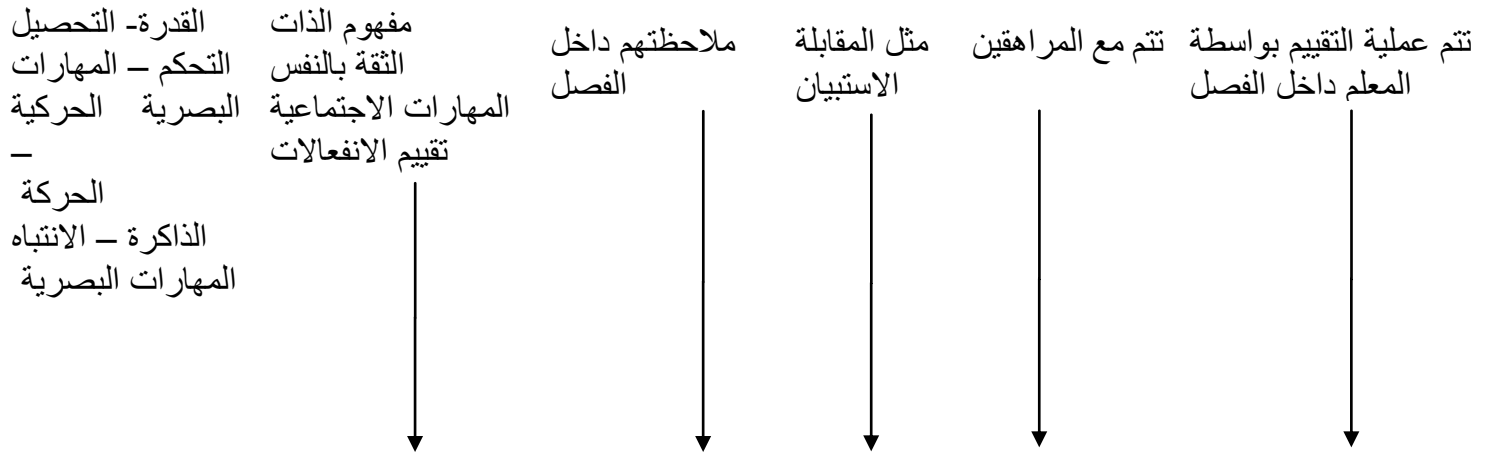 تتم عملية التقييم بواسطة
المعلم داخل الفصل
تتم مع المراهقين
مثل المقابلة
الاستبيان
ملاحظتهم داخل
الفصل
مفهوم الذات
الثقة بالنفس
المهارات الاجتماعية
تقييم الانفعالات
القدرة- التحصيل
التحكم – المهارات
البصرية الحركية
–
الحركة
الذاكرة – الانتباه
المهارات البصرية